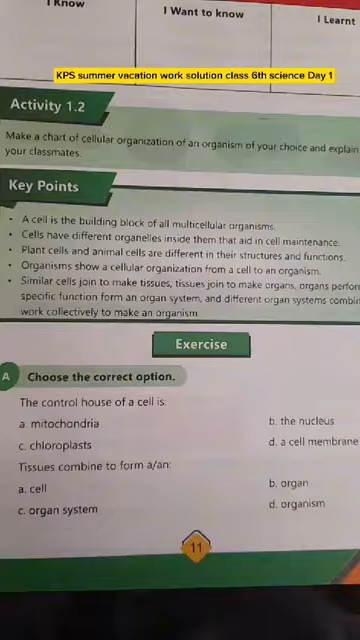 I Know
I Want to know
I Learnt
KPS summer vacation work solution class 6th science Day 1
Activity 1.2
Make a chart of cellular organization of an organism of your choice and explain
your classmates.
Key Points
• A cell is the building block of all multicellular organisms.
• Cells have different organelles inside them that aid in cell maintenance.
• Plant cells and animal cells are different in their structures and functions.
• Organisms show a cellular organization from a cell to an organism.
• Similar cells join to make tissues, tissues join to make organs, organs
specific function form an organ system, and different organ systems
work collectively to make an organism
Exercise
A Choose the correct option.
The control house of a cell is:
a. mitochondria
b. the nucleus
c. chloroplasts
d. a cell membrane
Tissues combine to form a/an:
a. cell
b. organ
c. organ system
d. organism
11